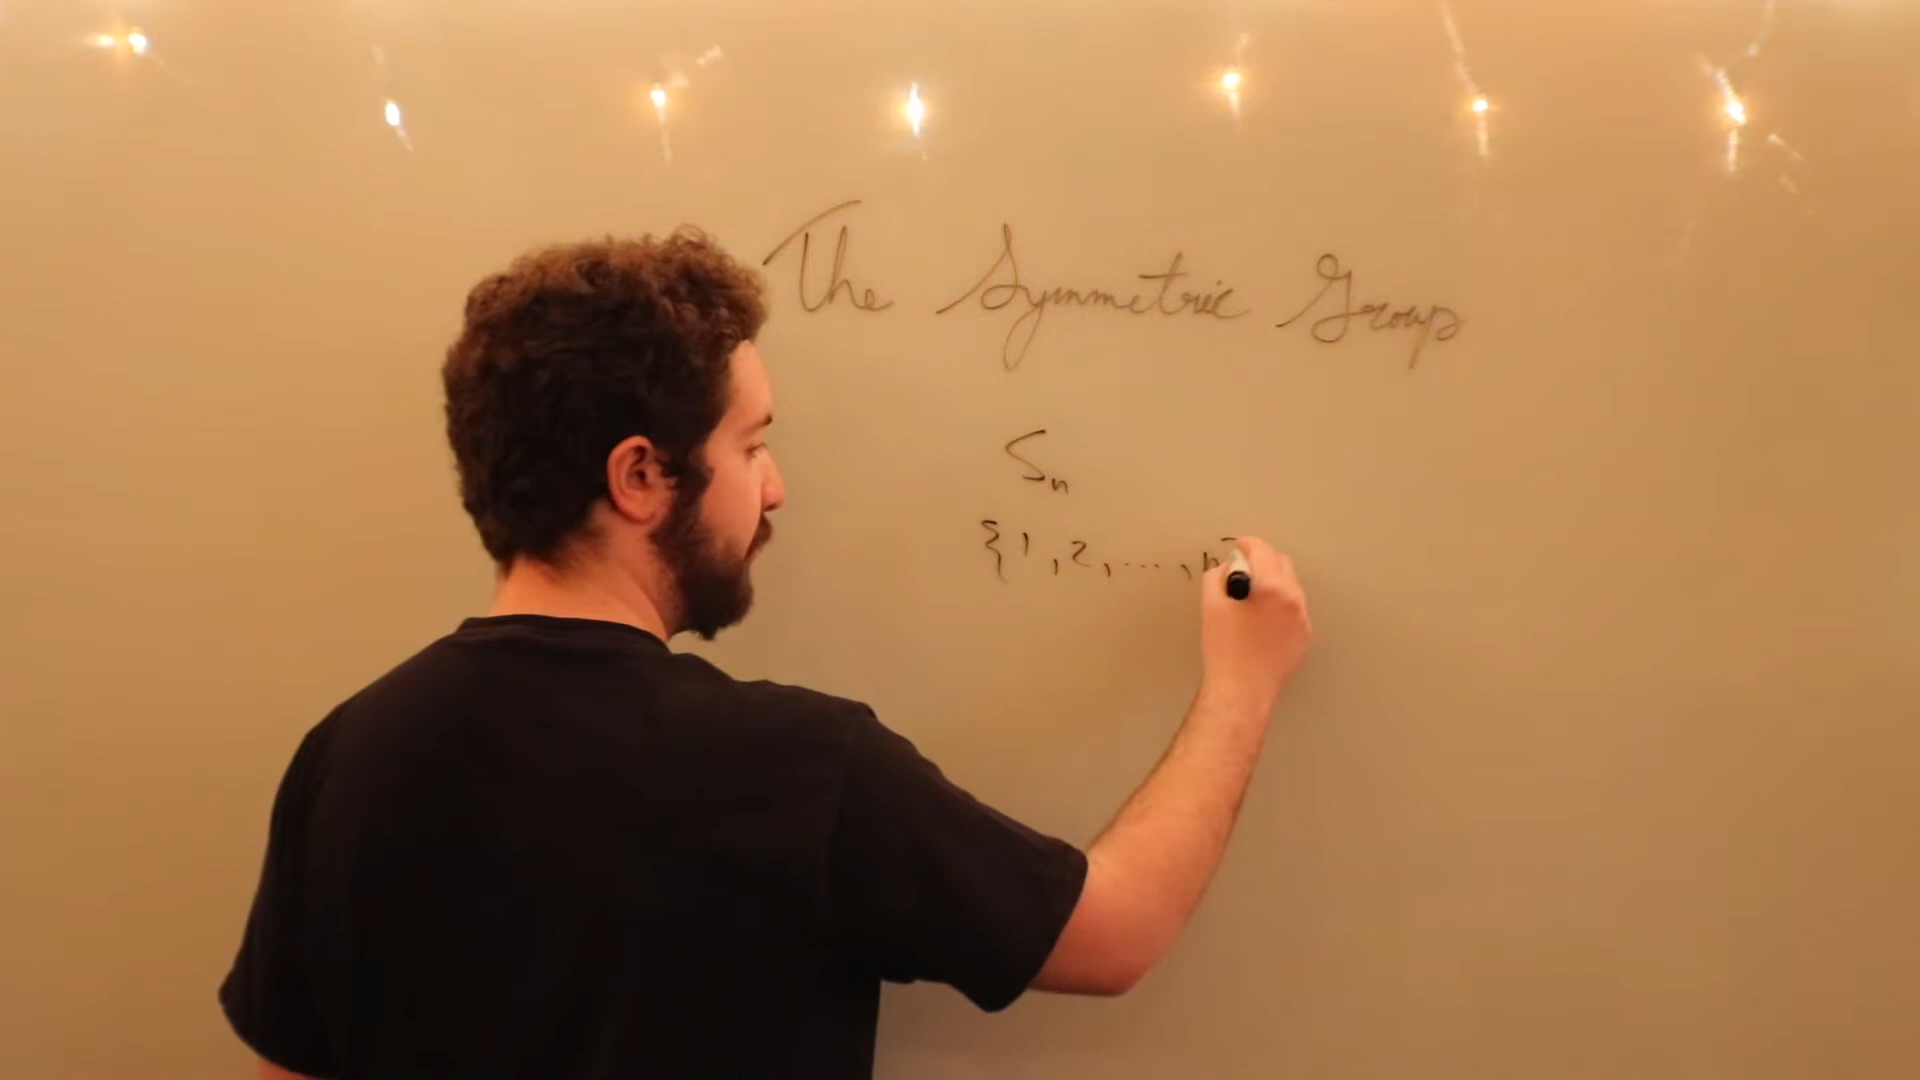 The Symmetric Group
Sₙ
{1,2,...,n}